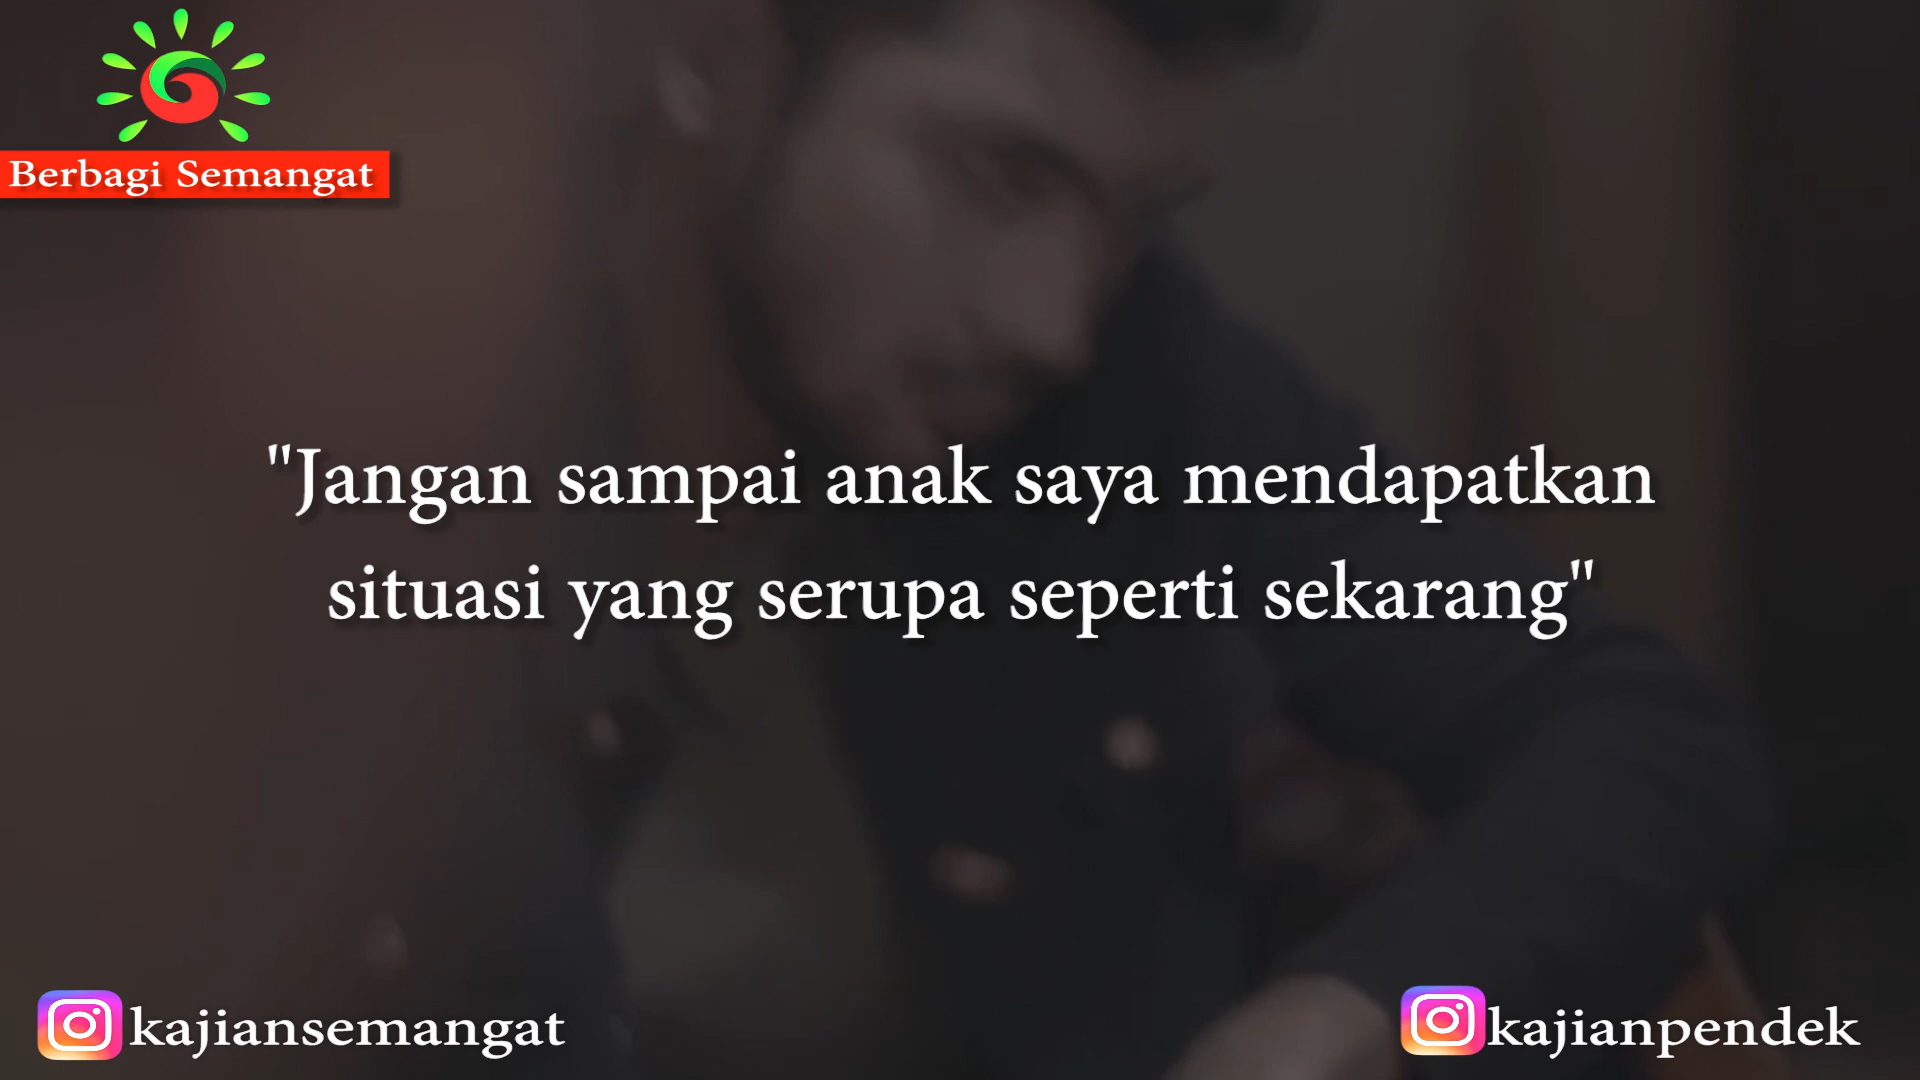 Berbagi Semangat
"Jangan sampai anak saya mendapatkan
situasi yang serupa seperti sekarang"
kajiansemangat
kajianpendek